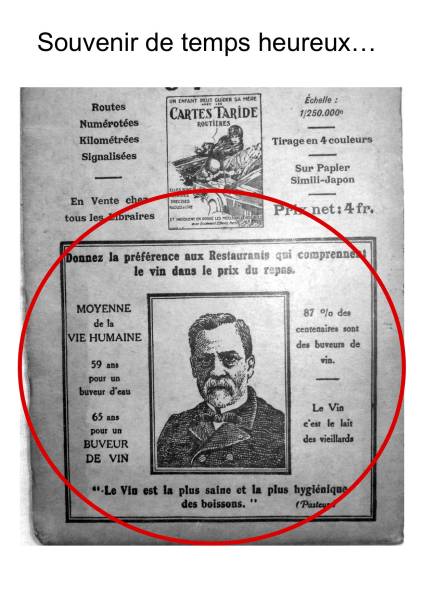 Souvenir de temps heureux…
Routes
Numérotées
Kilométrées
Signalisées
En Vente chez
tous les Libraires
UN ENFANT PEUT GUIDER SA MÈRE
AVEC LES
CARTES TARIDE
ROUTIÈRES
Échelle :
1/250.000e
Tirage en 4 couleurs
Sur Papier
Simili-Japon
Prix net : 4 fr.
Donnez la préférence aux Restaurants qui comprennent
le vin dans le prix du repas.
MOYENNE
de la
VIE HUMAINE
59 ans
pour un
buveur d'eau
65 ans
pour un
BUVEUR
DE VIN
87 % des
centenaires sont
des buveurs de
vin.
Le Vin
c'est le lait
des vieillards
"Le Vin est la plus saine et la plus hygiénique
des boissons. "
(Pasteur)